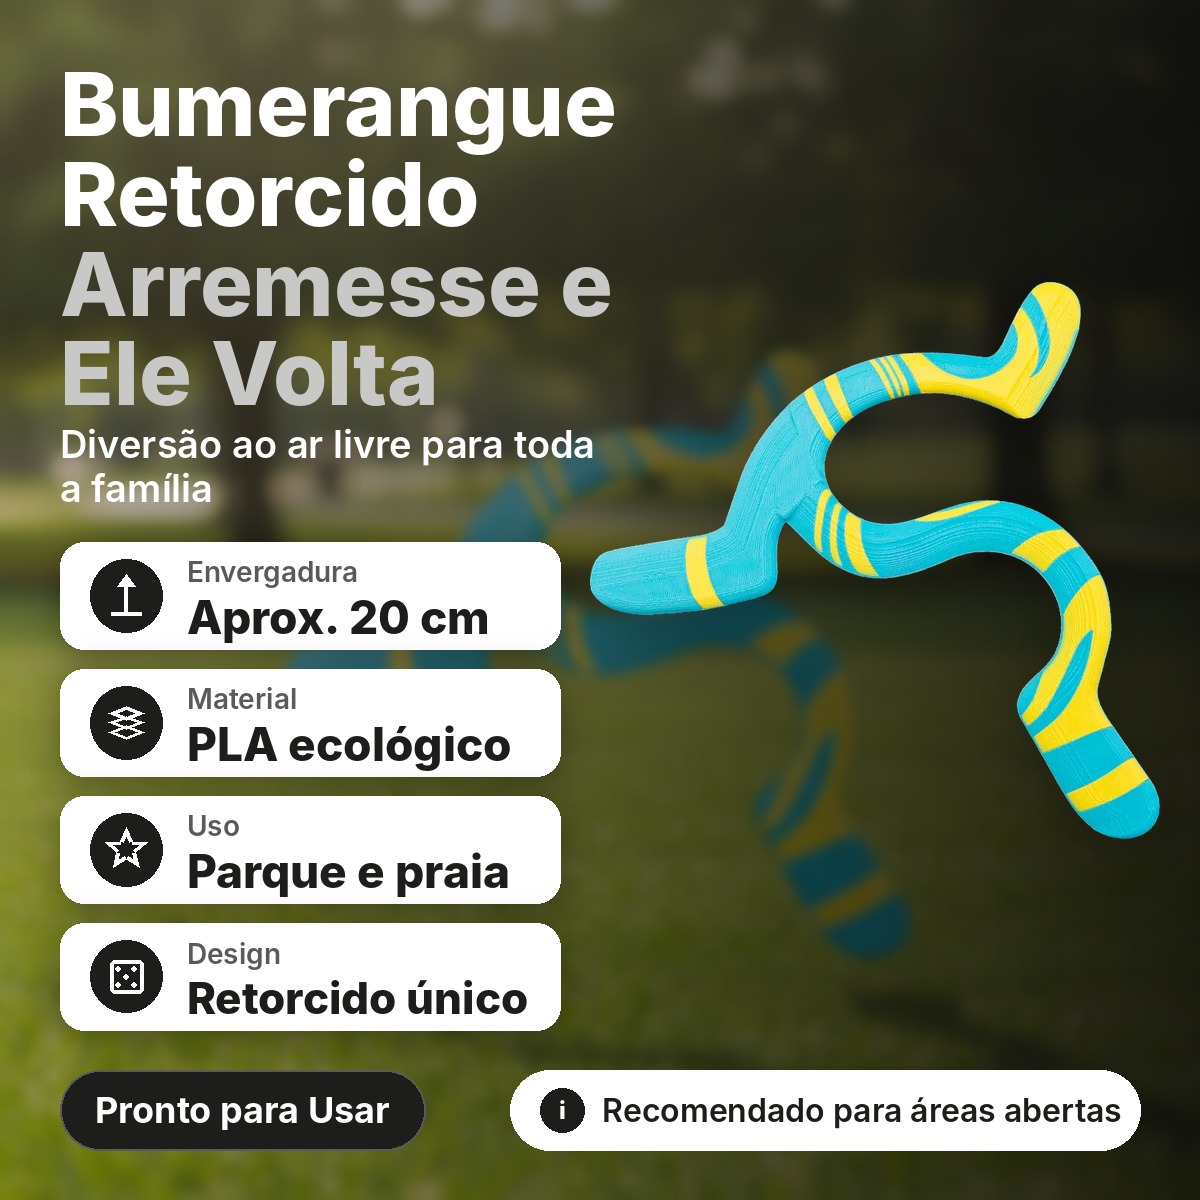 Bumerangue
Retorcido
Arremesse e
Ele Volta
Diversão ao ar livre para toda
a família
Envergadura
Aprox. 20 cm
Material
PLA ecológico
Uso
Parque e praia
Design
Retorcido único
Pronto para Usar
i Recomendado para áreas abertas